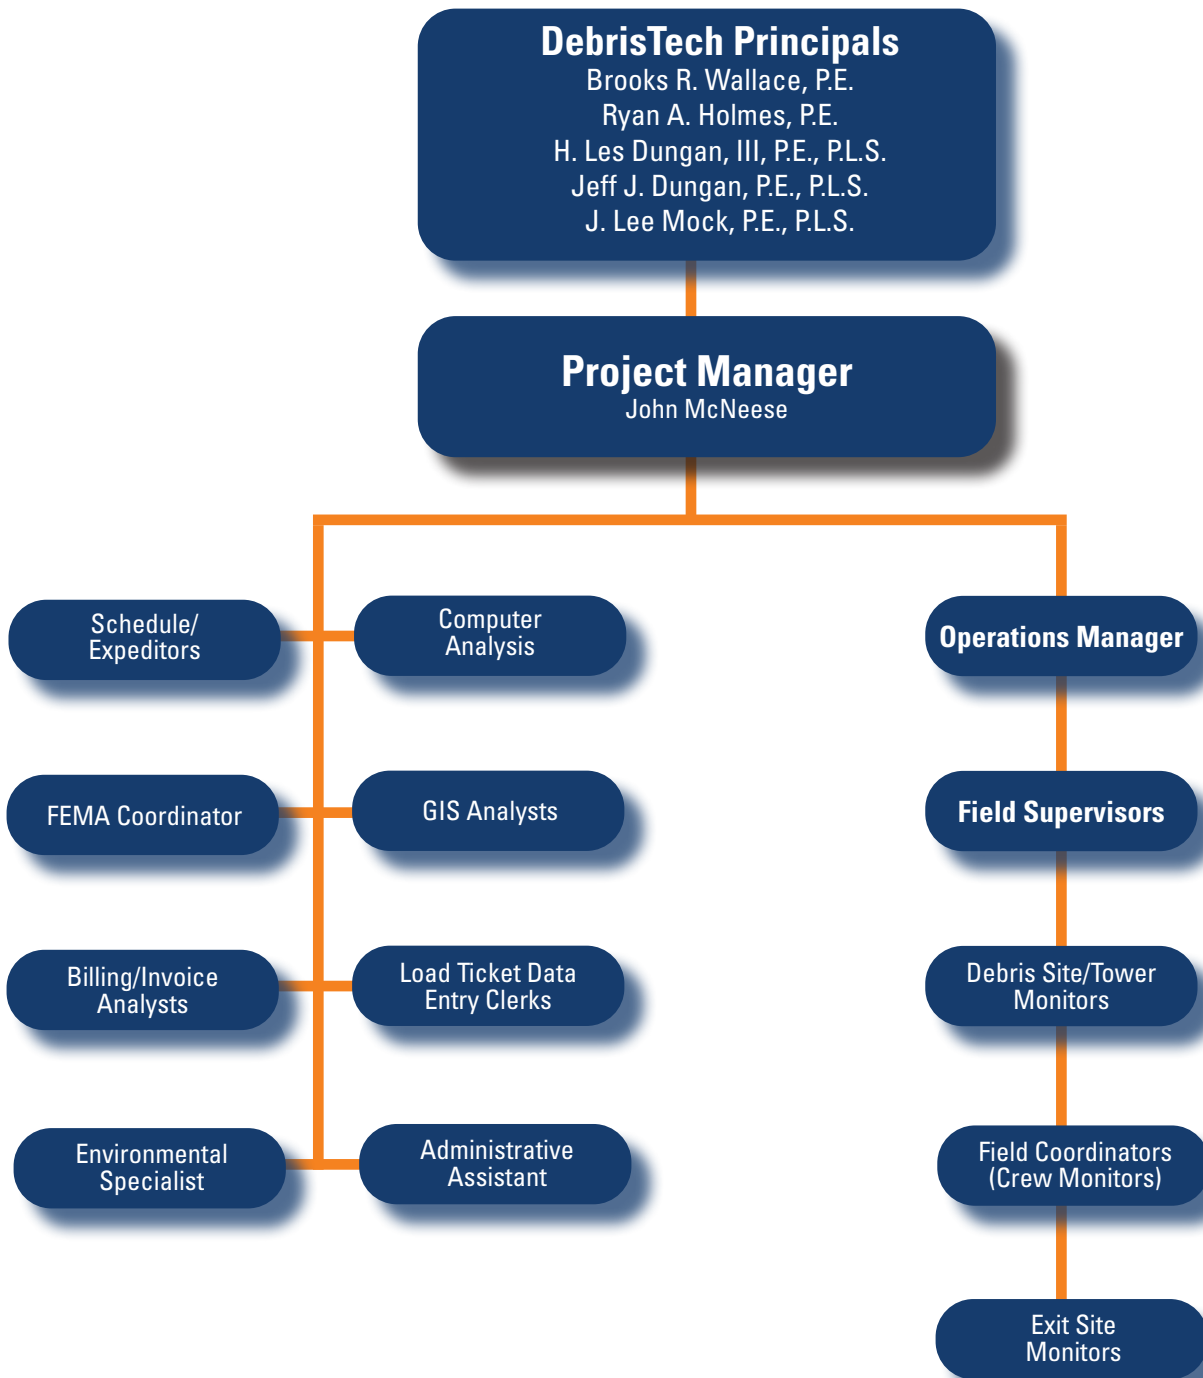 DebrisTech Principals
Brooks R. Wallace, P.E.
Ryan A. Holmes, P.E.
H. Les Dungan, III, P.E., P.L.S.
Jeff J. Dungan, P.E., P.L.S.
J. Lee Mock, P.E., P.L.S.
Project Manager
John McNeese
Schedule/
Expeditors
Computer
Analysis
Operations Manager
FEMA Coordinator
GIS Analysts
Field Supervisors
Billing/Invoice
Analysts
Load Ticket Data
Entry Clerks
Debris Site/Tower
Monitors
Environmental
Specialist
Administrative
Assistant
Field Coordinators
(Crew Monitors)
Exit Site
Monitors